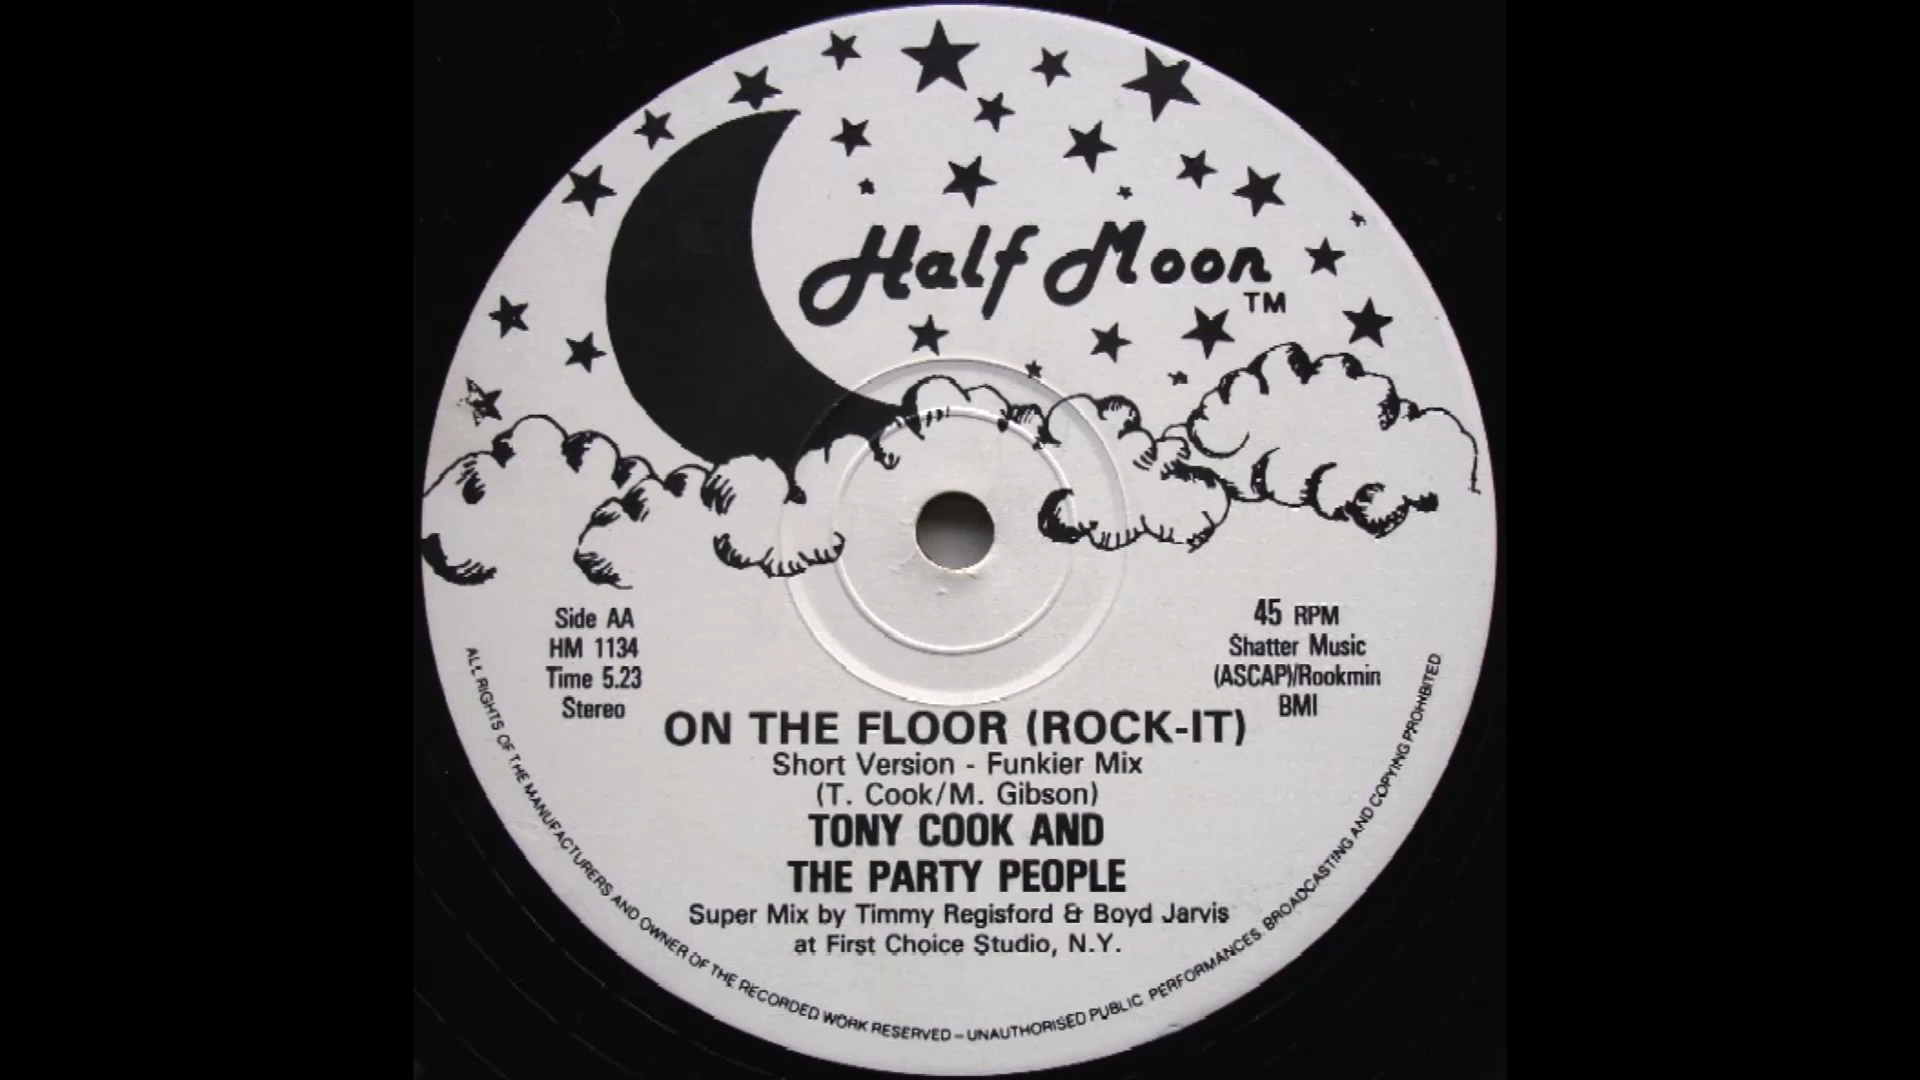 Half Moon
TM
Side AA
HM 1134
Time 5.23
Stereo
45 RPM
Shatter Music
(ASCAP)/Rookmin
BMI
ON THE FLOOR (ROCK-IT)
Short Version - Funkier Mix
(T. Cook/M. Gibson)
TONY COOK AND
THE PARTY PEOPLE
Super Mix by Timmy Regisford & Boyd Jarvis
at First Choice Studio, N.Y.
ALL RIGHTS OF THE MANUFACTURERS AND OWNER OF THE RECORDED WORK RESERVED – UNAUTHORISED PUBLIC PERFORMANCES. BROADCASTING AND COPYING PROHIBITED